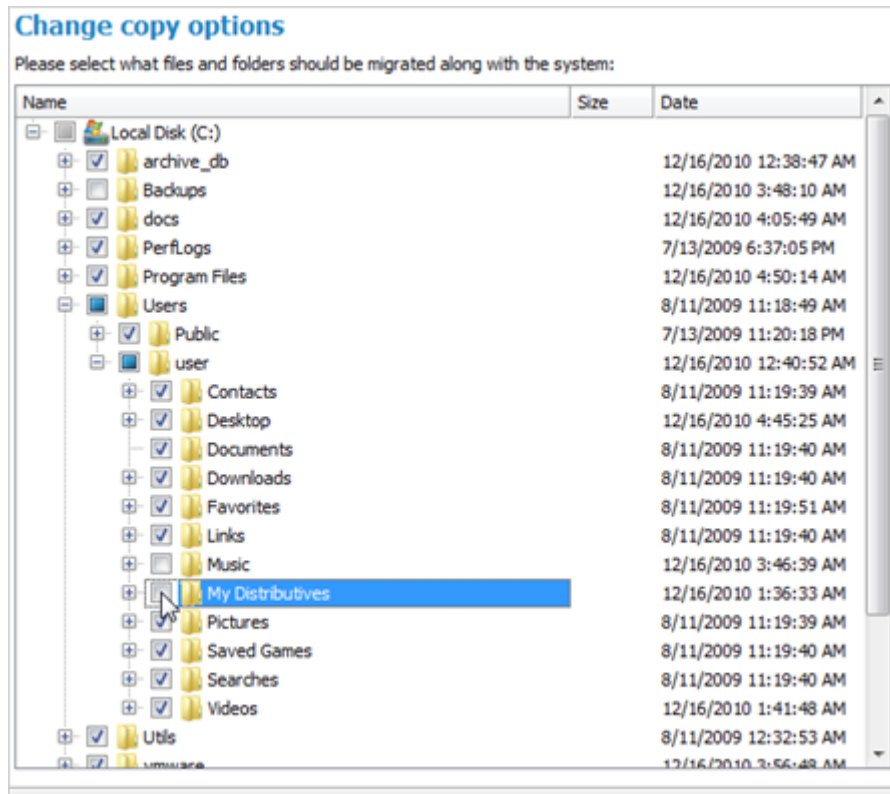 Change copy options
Please select what files and folders should be migrated along with the system:
Name Size Date
Local Disk (C:)
archive_db 12/16/2010 12:38:47 AM
Backups 12/16/2010 3:48:10 AM
docs 12/16/2010 4:05:49 AM
PerfLogs 7/13/2009 6:37:05 PM
Program Files 12/16/2010 4:50:14 AM
Users 8/11/2009 11:18:49 AM
Public 7/13/2009 11:20:18 PM
user 12/16/2010 12:40:52 AM
Contacts 8/11/2009 11:19:39 AM
Desktop 12/16/2010 4:45:25 AM
Documents 8/11/2009 11:19:40 AM
Downloads 8/11/2009 11:19:40 AM
Favorites 8/11/2009 11:19:51 AM
Links 8/11/2009 11:19:40 AM
Music 12/16/2010 3:46:39 AM
My Distributives 12/16/2010 1:36:33 AM
Pictures 8/11/2009 11:19:39 AM
Saved Games 8/11/2009 11:19:40 AM
Searches 8/11/2009 11:19:40 AM
Videos 12/16/2010 1:41:48 AM
Utils 8/11/2009 12:32:53 AM
vmware 12/16/2010 3:56:48 AM